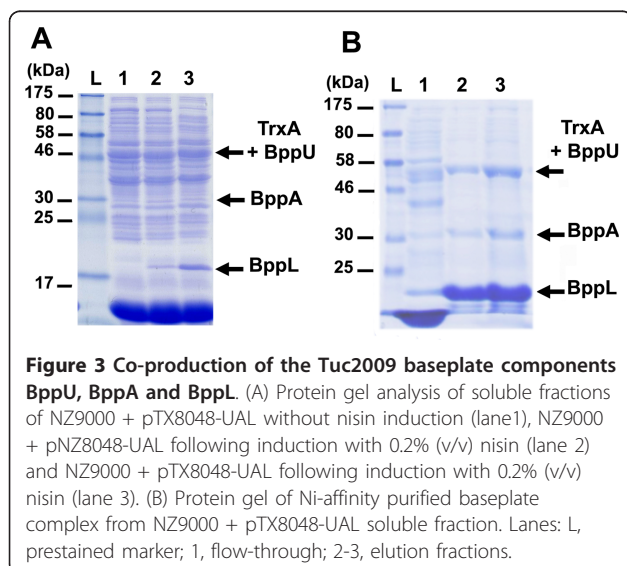 A
B
(kDa) L 1 2 3
175
80
58
46
30
25
17
TrxA
+ BppU
BppA
BppL
(kDa) L 1 2 3
175
80
58
46
30
25
TrxA
+ BppU
BppA
BppL
Figure 3 Co-production of the Tuc2009 baseplate components
BppU, BppA and BppL. (A) Protein gel analysis of soluble fractions
of NZ9000 + pTX8048-UAL without nisin induction (lane1), NZ9000
+ pNZ8048-UAL following induction with 0.2% (v/v) nisin (lane 2)
and NZ9000 + pTX8048-UAL following induction with 0.2% (v/v)
nisin (lane 3). (B) Protein gel of Ni-affinity purified baseplate
complex from NZ9000 + pTX8048-UAL soluble fraction. Lanes: L,
prestained marker; 1, flow-through; 2-3, elution fractions.